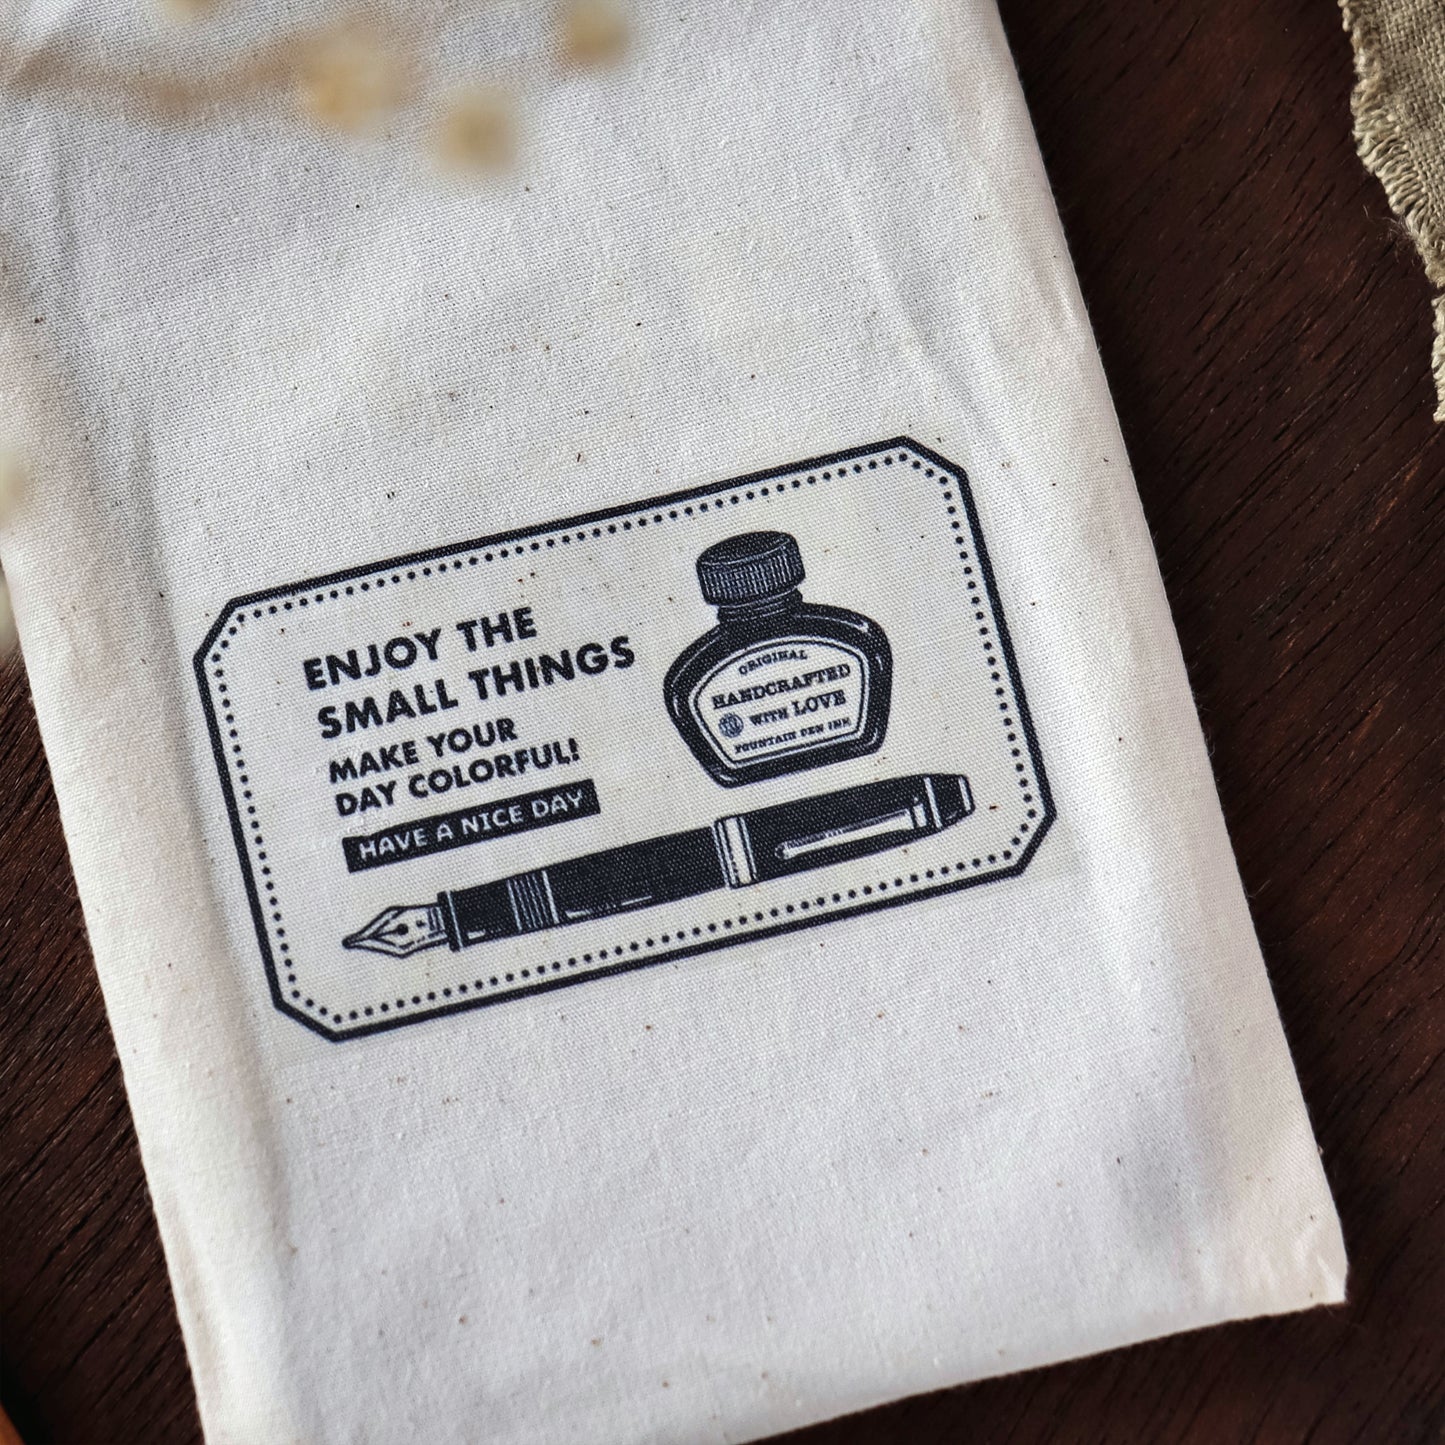 ENJOY THE
SMALL THINGS
MAKE YOUR
DAY COLORFUL!
HAVE A NICE DAY
ORIGINAL
HANDCRAFTED
WITH LOVE
FOUNTAIN PEN INK